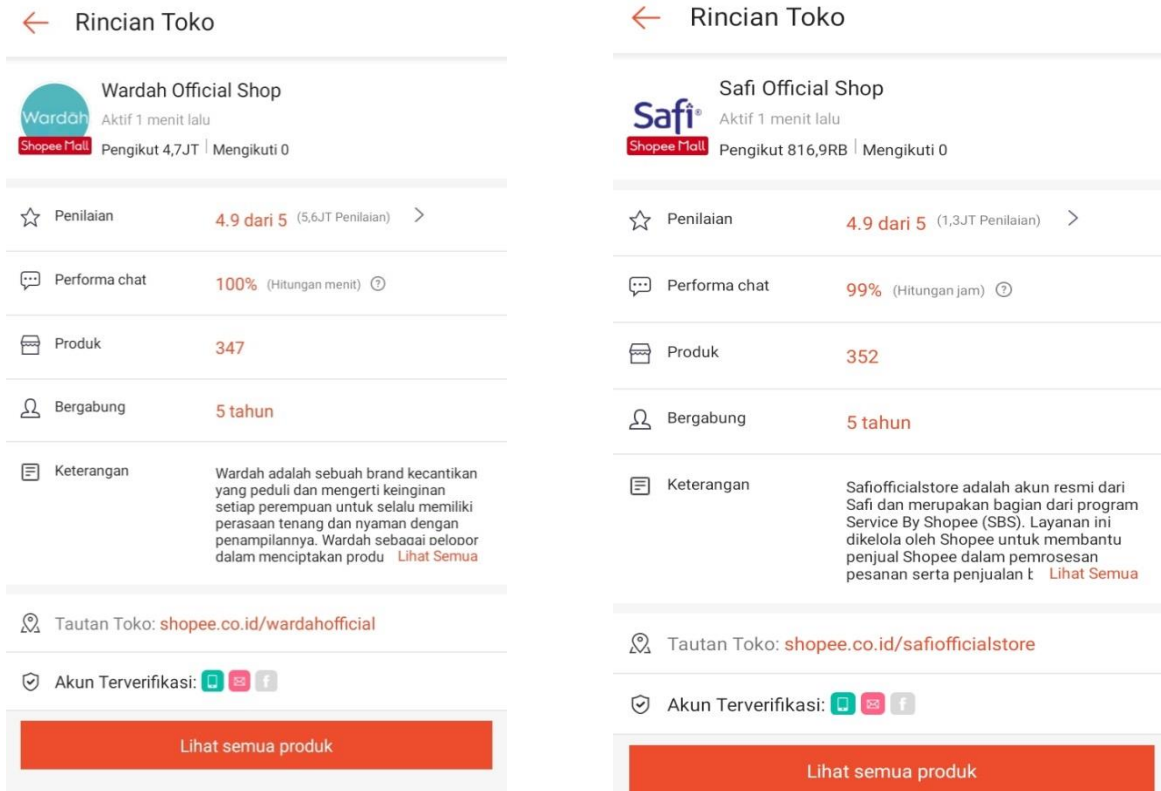 Rincian Toko
Wardah
Shopee Mall
Wardah Official Shop
Aktif 1 menit lalu
Pengikut 4,7JT | Mengikuti 0
Penilaian 4.9 dari 5 (5,6JT Penilaian)
Performa chat 100% (Hitungan menit)
Produk 347
Bergabung 5 tahun
Keterangan Wardah adalah sebuah brand kecantikan
yang peduli dan mengerti keinginan
setiap perempuan untuk selalu memiliki
perasaan tenang dan nyaman dengan
penampilannya. Wardah sebagai pelopor
dalam menciptakan produ Lihat Semua
Tautan Toko: shopee.co.id/wardahofficial
Akun Terverifikasi:
Lihat semua produk
Rincian Toko
Safi
Shopee Mall
Safi Official Shop
Aktif 1 menit lalu
Pengikut 816,9RB | Mengikuti 0
Penilaian 4.9 dari 5 (1,3JT Penilaian)
Performa chat 99% (Hitungan jam)
Produk 352
Bergabung 5 tahun
Keterangan Safiofficialstore adalah akun resmi dari
Safi dan merupakan bagian dari program
Service By Shopee (SBS). Layanan ini
dikelola oleh Shopee untuk membantu
penjual Shopee dalam pemrosesan
pesanan serta penjualan b Lihat Semua
Tautan Toko: shopee.co.id/safiofficialstore
Akun Terverifikasi:
Lihat semua produk